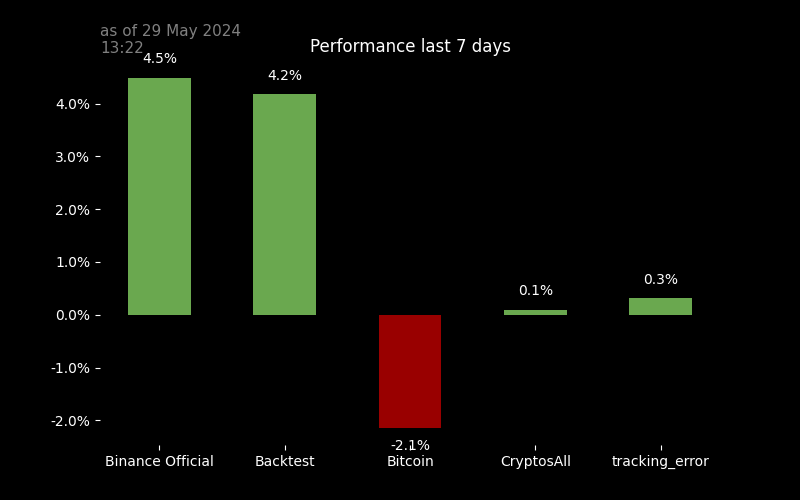 as of 29 May 2024
13:22
Performance last 7 days
4.5%
4.2%
-2.1%
0.1%
0.3%
4.0%
3.0%
2.0%
1.0%
0.0%
-1.0%
-2.0%
Binance Official
Backtest
Bitcoin
CryptosAll
tracking_error